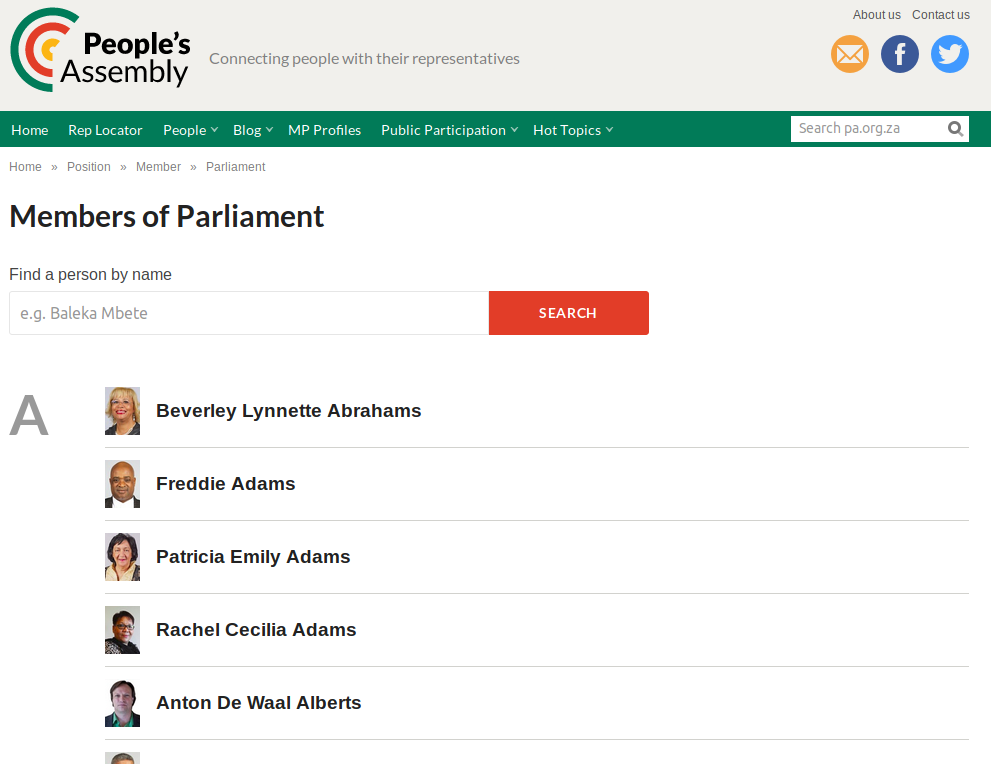 About us Contact us
People's
Assembly
Connecting people with their representatives
Home Rep Locator People Blog MP Profiles Public Participation Hot Topics Search pa.org.za
Home » Position » Member » Parliament
Members of Parliament
Find a person by name
e.g. Baleka Mbete SEARCH
A
Beverley Lynnette Abrahams
Freddie Adams
Patricia Emily Adams
Rachel Cecilia Adams
Anton De Waal Alberts